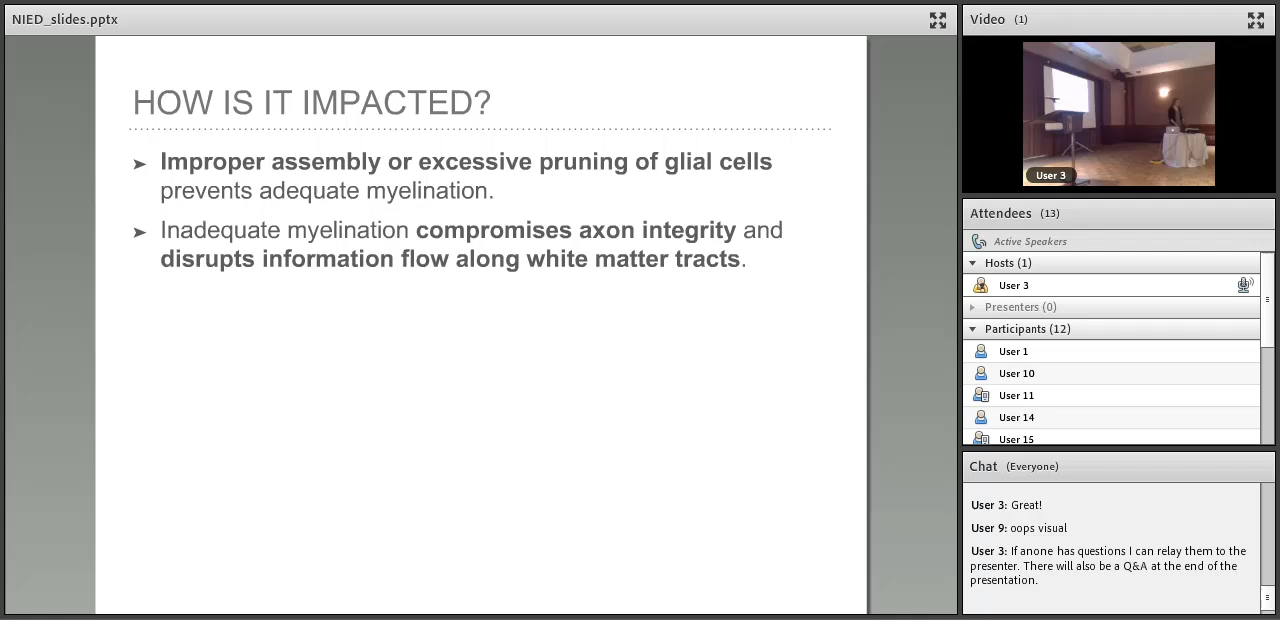 NIED_slides.pptx
HOW IS IT IMPACTED?
➤ Improper assembly or excessive pruning of glial cells
prevents adequate myelination.
➤ Inadequate myelination compromises axon integrity and
disrupts information flow along white matter tracts.
Video (1)
User 3
Attendees (13)
Active Speakers
Hosts (1)
User 3
Presenters (0)
Participants (12)
User 1
User 10
User 11
User 14
User 15
Chat (Everyone)
User 3: Great!
User 9: oops visual
User 3: If anone has questions I can relay them to the
presenter. There will also be a Q&A at the end of the
presentation.